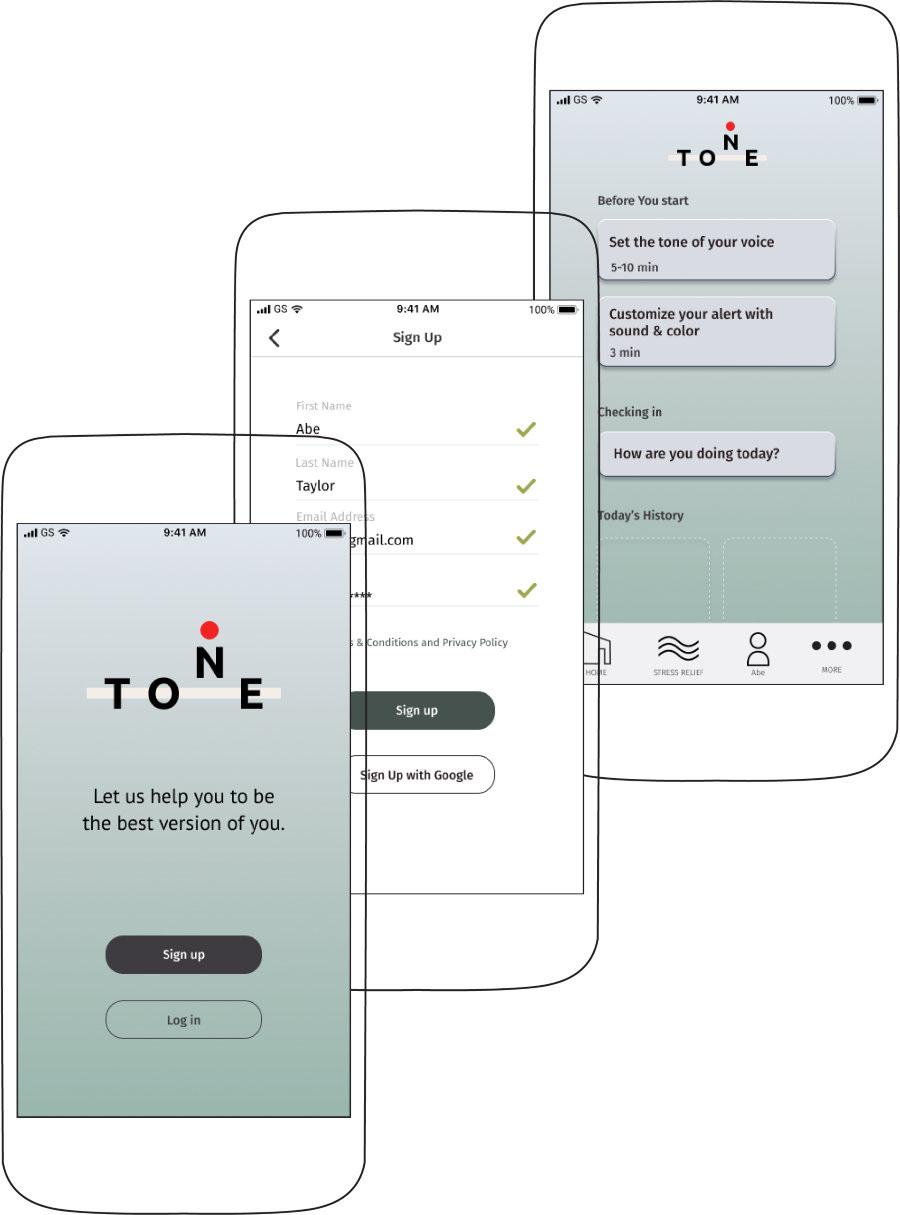 GS 9:41 AM 100%
TONE
Let us help you to be
the best version of you.
Sign up
Log in
GS 9:41 AM 100%
Sign Up
First Name
Abe
Last Name
Taylor
Email Address
gmail.com
****
& Conditions and Privacy Policy
Sign up
Sign Up with Google
GS 9:41 AM 100%
TONE
Before You start
Set the tone of your voice
5-10 min
Customize your alert with
sound & color
3 min
Checking in
How are you doing today?
Today's History
HOME STRESS RELIEF Abe MORE